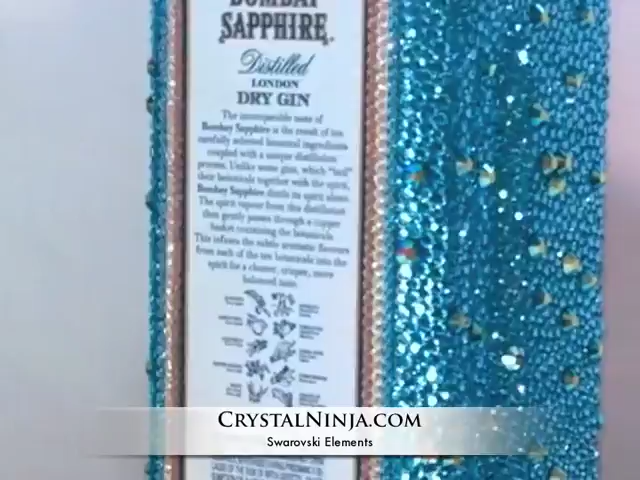 BOMBAY
SAPPHIRE.
Distilled
LONDON
DRY GIN
The incomparable taste of
Bombay Sapphire is the result of ten
carefully selected botanical ingredients
coupled with a unique distillation
process. Unlike some gins, which "boil"
their botanicals together with the spirit,
Bombay Sapphire distils its spirit alone.
The spirit vapour from this distillation
then gently passes through a copper
basket containing the botanicals.
This infuses the subtle aromatic flavours
from each of the ten botanicals into the
spirit for a cleaner, crisper, more
balanced taste.
CRYSTALNINJA.COM
Swarovski Elements